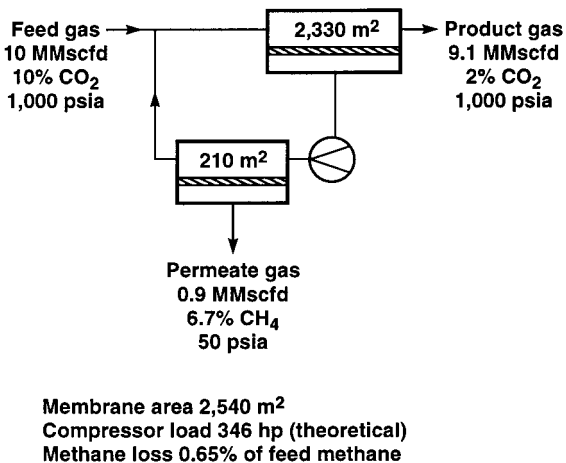 Feed gas
10 MMscfd
10% CO2
1,000 psia
2,330 m2
Product gas
9.1 MMscfd
2% CO2
1,000 psia
210 m2
Permeate gas
0.9 MMscfd
6.7% CH4
50 psia
Membrane area 2,540 m2
Compressor load 346 hp (theoretical)
Methane loss 0.65% of feed methane